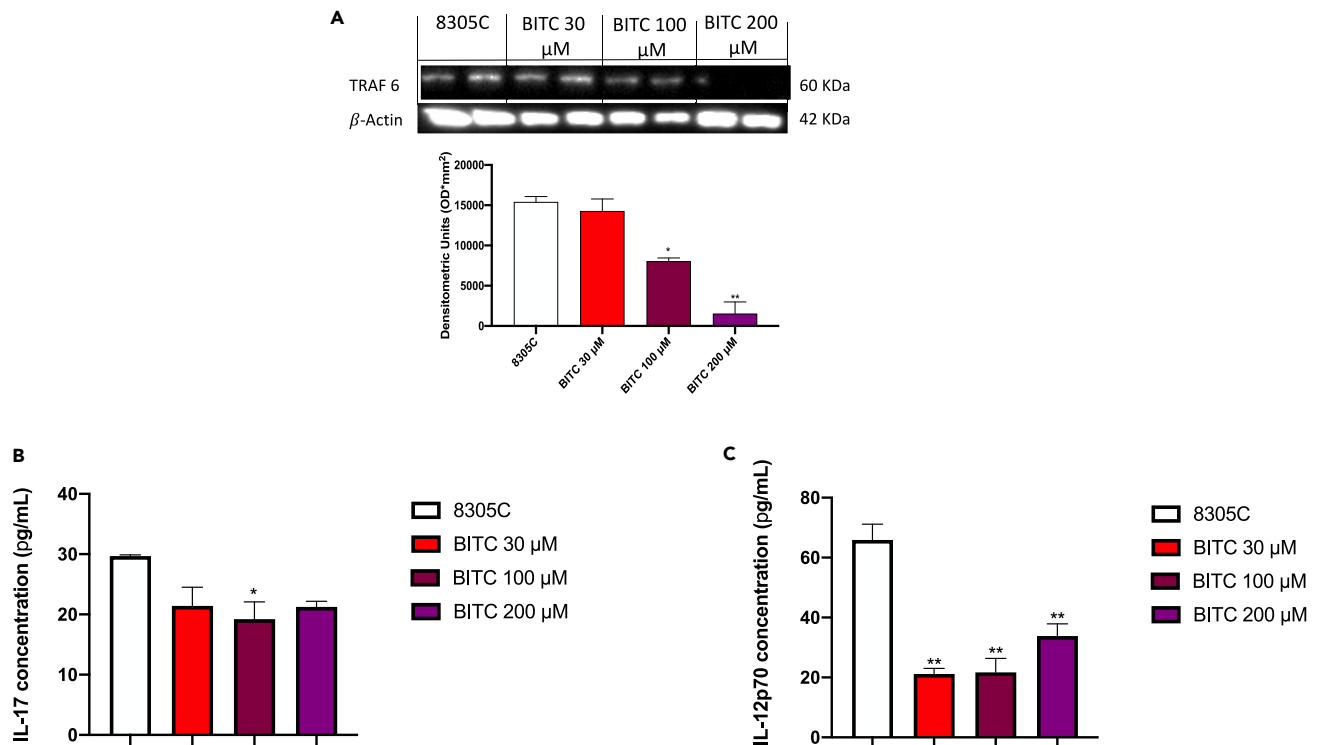 A
8305C
BITC 30
µM
BITC 100
µM
BITC 200
µM
TRAF 6
60 KDa
β-Actin
42 KDa
Densitometric Units (OD*mm²)
20000
15000
10000
5000
0
*
**
8305C
BITC 30 µM
BITC 100 µM
BITC 200 µM
B
IL-17 concentration (pg/mL)
40
30
20
10
0
*
8305C
BITC 30 µM
BITC 100 µM
BITC 200 µM
C
IL-12p70 concentration (pg/mL)
80
60
40
20
0
**
**
**
8305C
BITC 30 µM
BITC 100 µM
BITC 200 µM